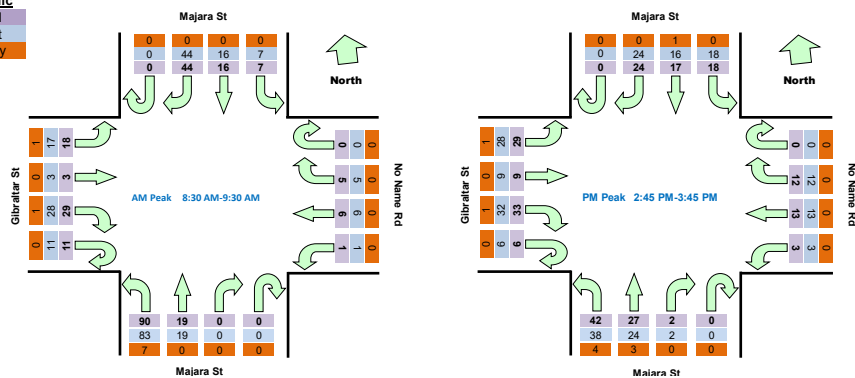 Majara St
0 0 0 0
0 44 16 7
0 44 16 7
North
Gibraltar St
1 17 18
0 3 3
1 28 29
0 11 11
AM Peak 8:30 AM-9:30 AM
0 0 0
5 5 0
6 6 0
1 1 0
No Name Rd
90 19 0 0
83 19 0 0
7 0 0 0
Majara St
Majara St
0 0 1 0
0 24 16 18
0 24 17 18
North
Gibraltar St
1 28 29
0 9 9
1 32 33
0 6 6
PM Peak 2:45 PM-3:45 PM
0 0 0
12 12 0
13 13 0
3 3 0
No Name Rd
42 27 2 0
38 24 2 0
4 3 0 0
Majara St